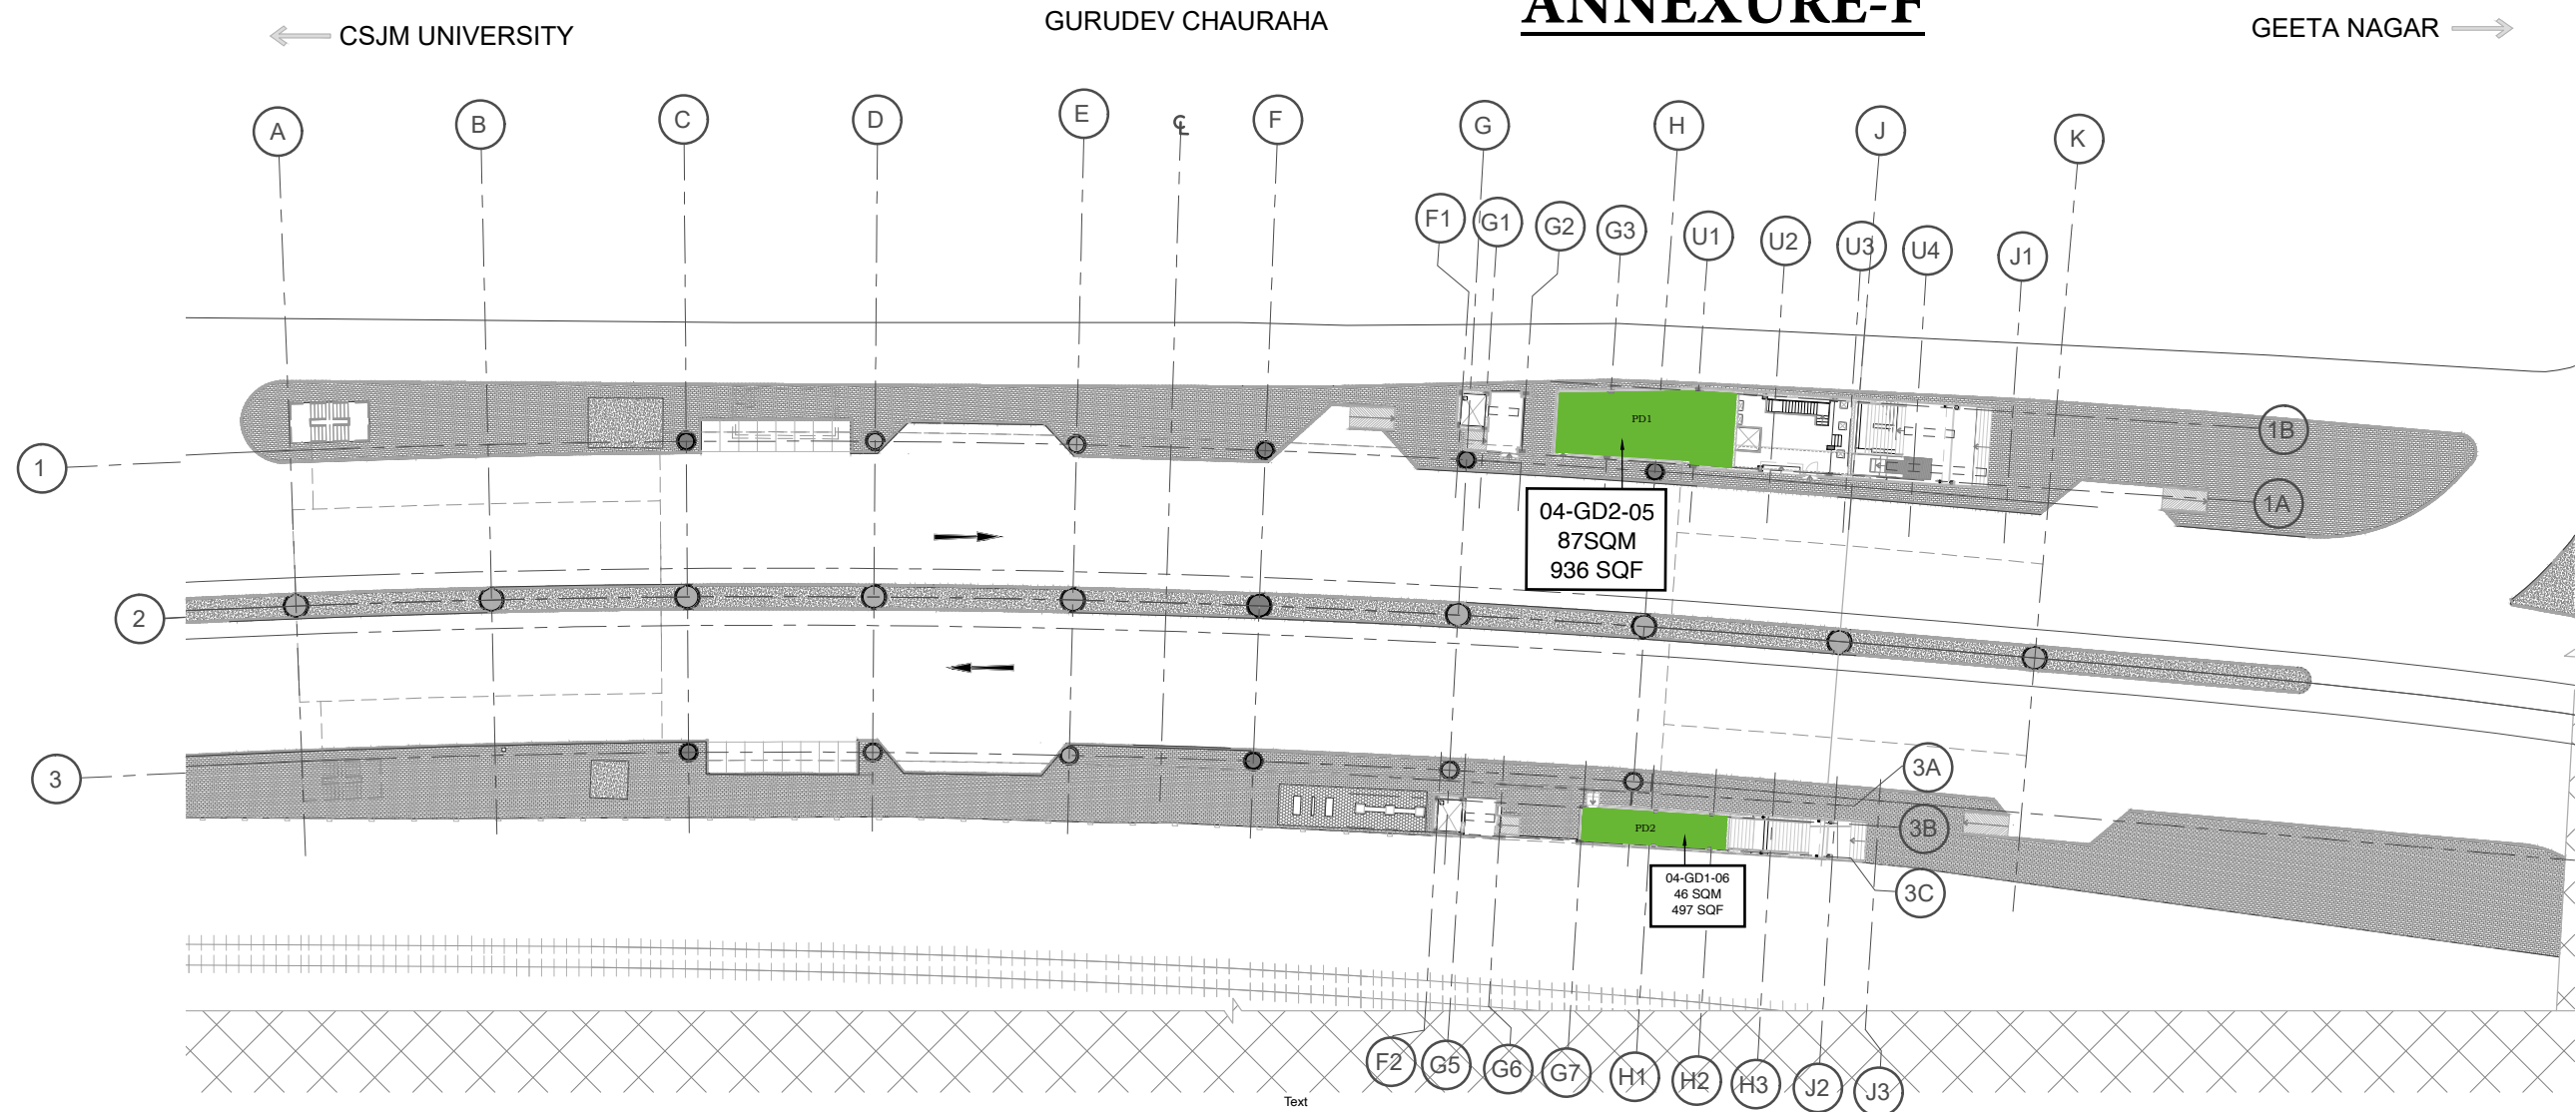 ANNEXURE-F
CSJM UNIVERSITY
GURUDEV CHAURAHA
GEETA NAGAR
A
B
C
D
E
℄
F
G
H
J
K
F1
G1
G2
G3
U1
U2
U3
U4
J1
1
PD1
1B
1A
04-GD2-05
87SQM
936 SQF
2
3
3A
PD2
3B
04-GD1-06
46 SQM
497 SQF
3C
F2
G5
G6
G7
H1
H2
H3
J2
J3
Text